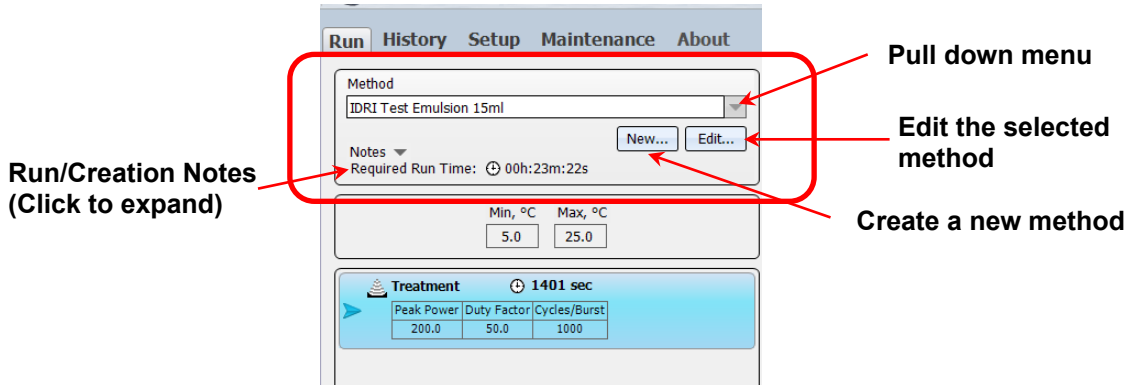 Run History Setup Maintenance About
Pull down menu
Method
IDRI Test Emulsion 15ml
New... Edit...
Edit the selected
method
Notes
Required Run Time: 00h:23m:22s
Run/Creation Notes
(Click to expand)
Create a new method
Min, ºC Max, ºC
5.0 25.0
Treatment 1401 sec
Peak Power Duty Factor Cycles/Burst
200.0 50.0 1000